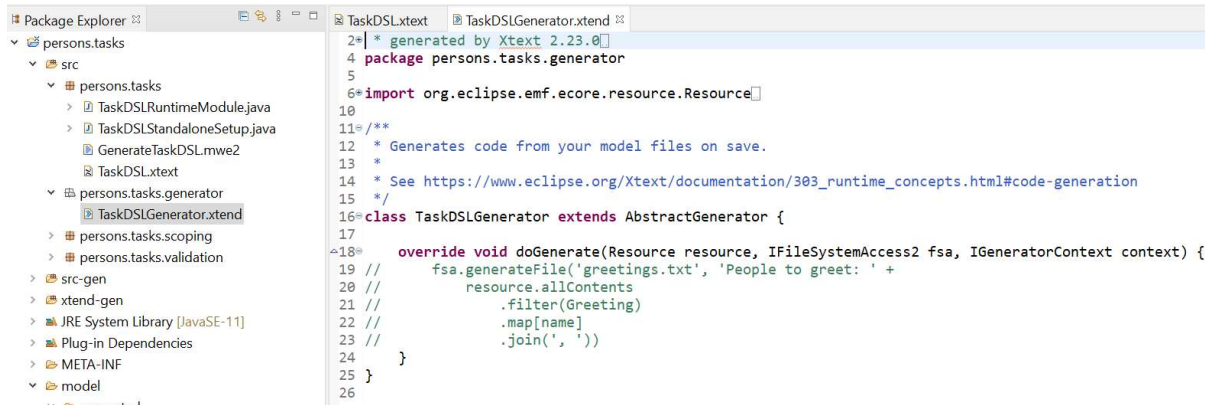 Package Explorer
persons.tasks
src
persons.tasks
TaskDSLRuntimeModule.java
TaskDSLStandaloneSetup.java
GenerateTaskDSL.mwe2
TaskDSL.xtext
persons.tasks.generator
TaskDSLGenerator.xtend
persons.tasks.scoping
persons.tasks.validation
src-gen
xtend-gen
JRE System Library [JavaSE-11]
Plug-in Dependencies
META-INF
model
TaskDSL.xtext TaskDSLGenerator.xtend
2 * generated by Xtext 2.23.0
4 package persons.tasks.generator
5
6 import org.eclipse.emf.ecore.resource.Resource
10
11 /**
12 * Generates code from your model files on save.
13 *
14 * See https://www.eclipse.org/Xtext/documentation/303_runtime_concepts.html#code-generation
15 */
16 class TaskDSLGenerator extends AbstractGenerator {
17
18 override void doGenerate(Resource resource, IFileSystemAccess2 fsa, IGeneratorContext context) {
19 // fsa.generateFile('greetings.txt', 'People to greet: ' +
20 // resource.allContents
21 // .filter(Greeting)
22 // .map[name]
23 // .join(', '))
24 }
25 }
26